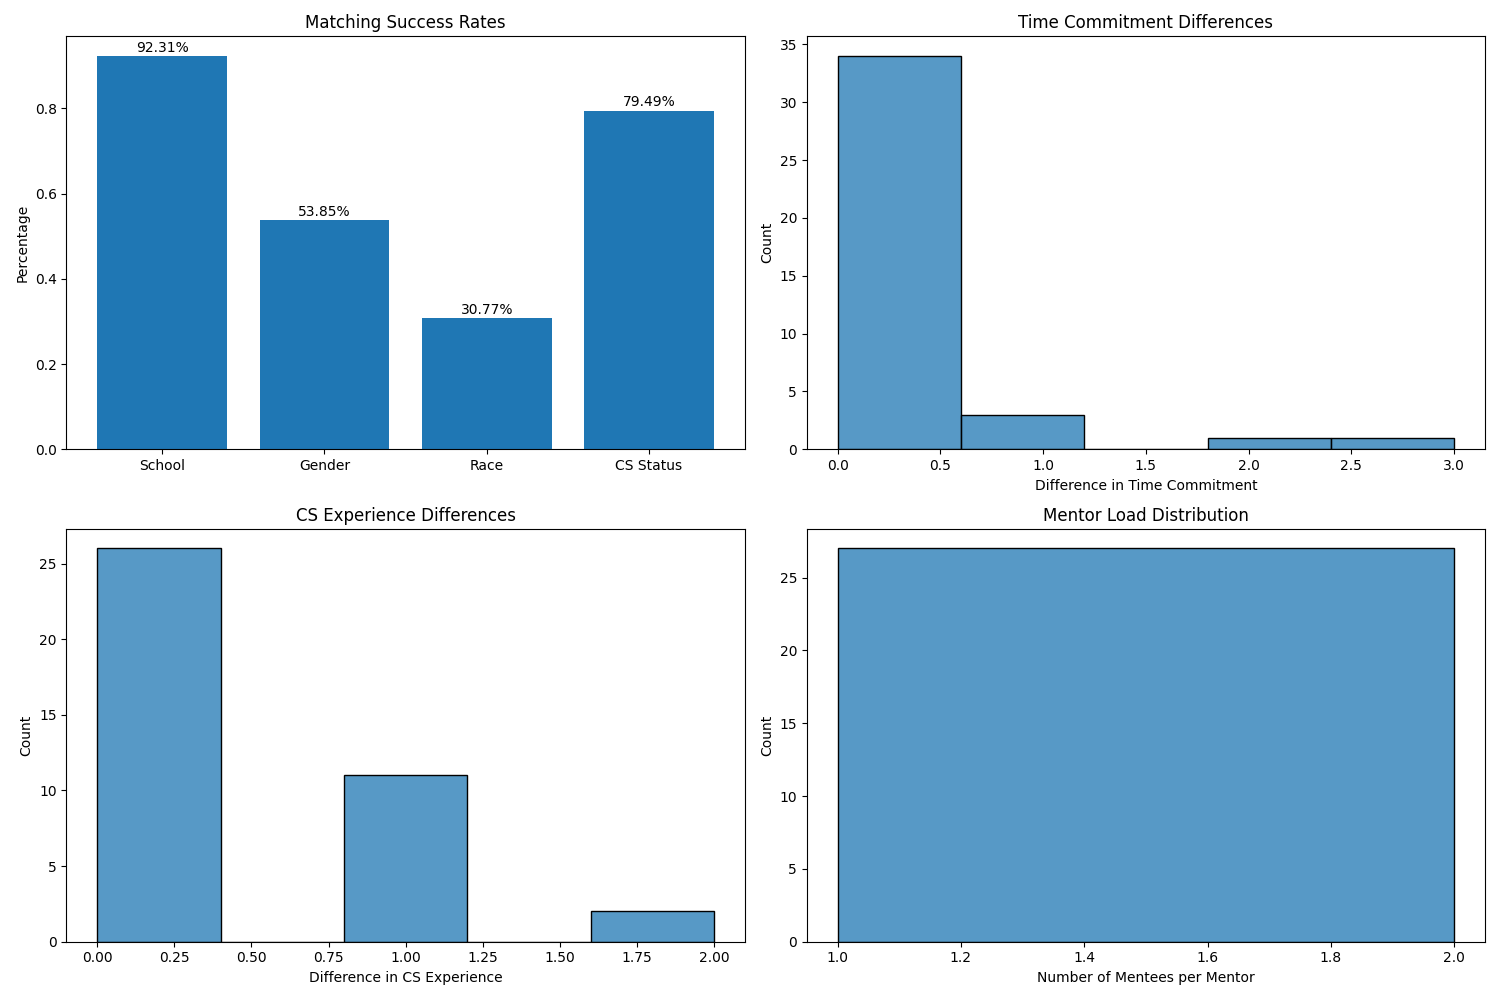 Matching Success Rates
92.31%
53.85%
30.77%
79.49%
Percentage
0.8
0.6
0.4
0.2
0.0
School Gender Race CS Status
Time Commitment Differences
Count
35
30
25
20
15
10
5
0
0.0 0.5 1.0 1.5 2.0 2.5 3.0
Difference in Time Commitment
CS Experience Differences
Count
25
20
15
10
5
0
0.00 0.25 0.50 0.75 1.00 1.25 1.50 1.75 2.00
Difference in CS Experience
Mentor Load Distribution
Count
25
20
15
10
5
0
1.0 1.2 1.4 1.6 1.8 2.0
Number of Mentees per Mentor